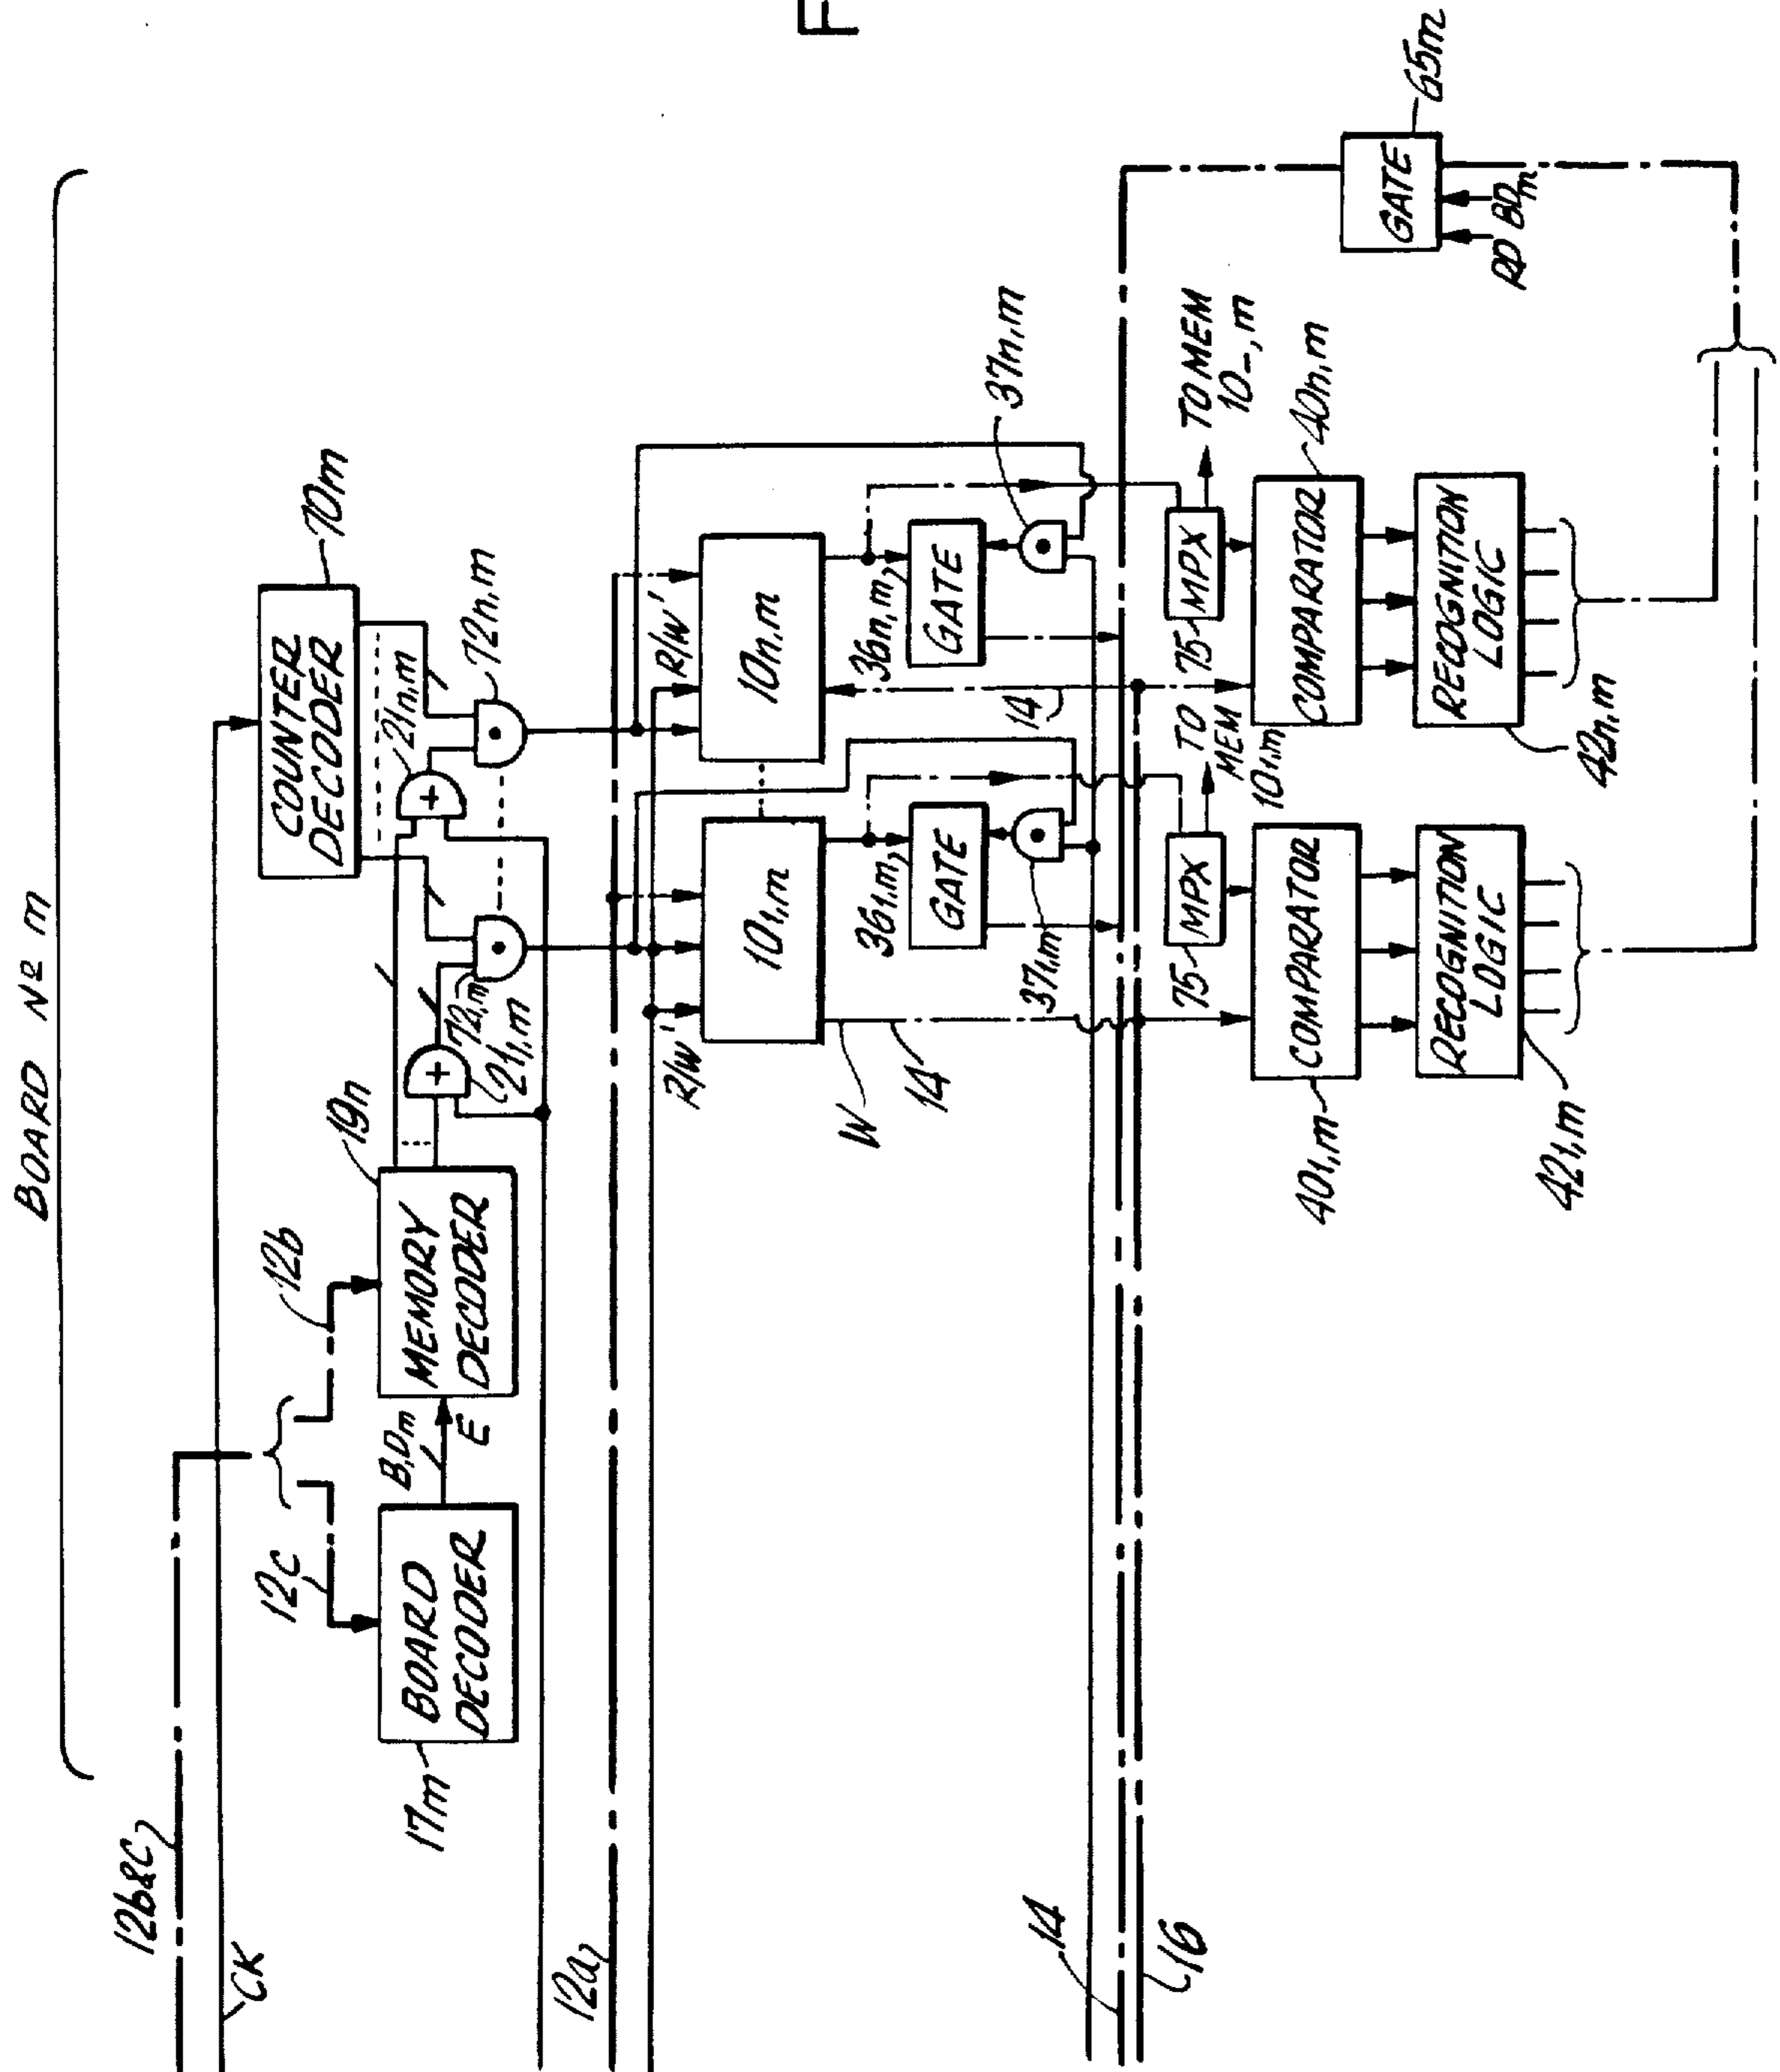 BOARD Nº m
12b&c
CK
12c
12b
17m
BOARD
DECODER
B,Dm
E
19n
MEMORY
DECODER
COUNTER
DECODER
70m
21n,m
72n,m
+
+
•
•
72,m
211,m
12a
R/W'
R/W'
101,m
10n,m
W
14
14
361,m
GATE
36n,m
GATE
371,m
37n,m
14
16
75
MPX
TO
MEM
101,m
75
MPX
TO MEM
10-,m
401,m
COMPARATOR
COMPARATOR
40n,m
421,m
RECOGNITION
LOGIC
RECOGNITION
LOGIC
42n,m
GATE
65m
RD BDm
F